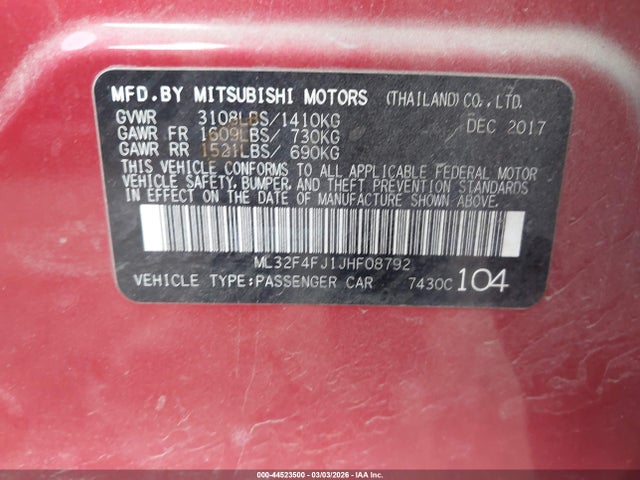 MFD. BY MITSUBISHI MOTORS (THAILAND) CO., LTD.
GVWR 3108LBS/1410KG DEC 2017
GAWR FR 1609LBS/ 730KG
GAWR RR 1521LBS/ 690KG
THIS VEHICLE CONFORMS TO ALL APPLICABLE FEDERAL MOTOR
VEHICLE SAFETY, BUMPER, AND THEFT PREVENTION STANDARDS
IN EFFECT ON THE DATE OF MANUFACTURE SHOWN ABOVE.
ML32F4FJ1JHF08792
VEHICLE TYPE:PASSENGER CAR 7430C 104
000-44523500 - 03/03/2026 - IAA Inc.